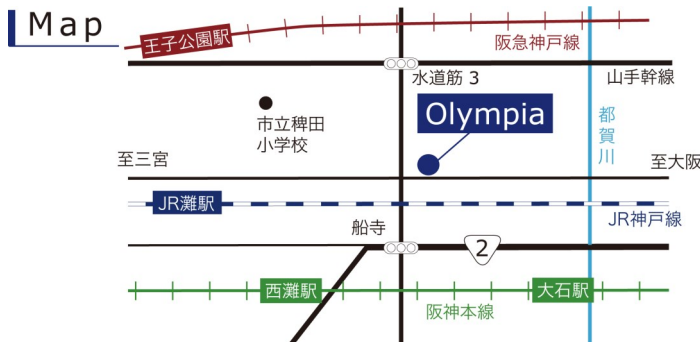 Map
王子公園駅
阪急神戸線
水道筋 3
山手幹線
Olympia
都賀川
市立稗田
小学校
至三宮
至大阪
JR灘駅
JR神戸線
船寺
2
西灘駅
大石駅
阪神本線